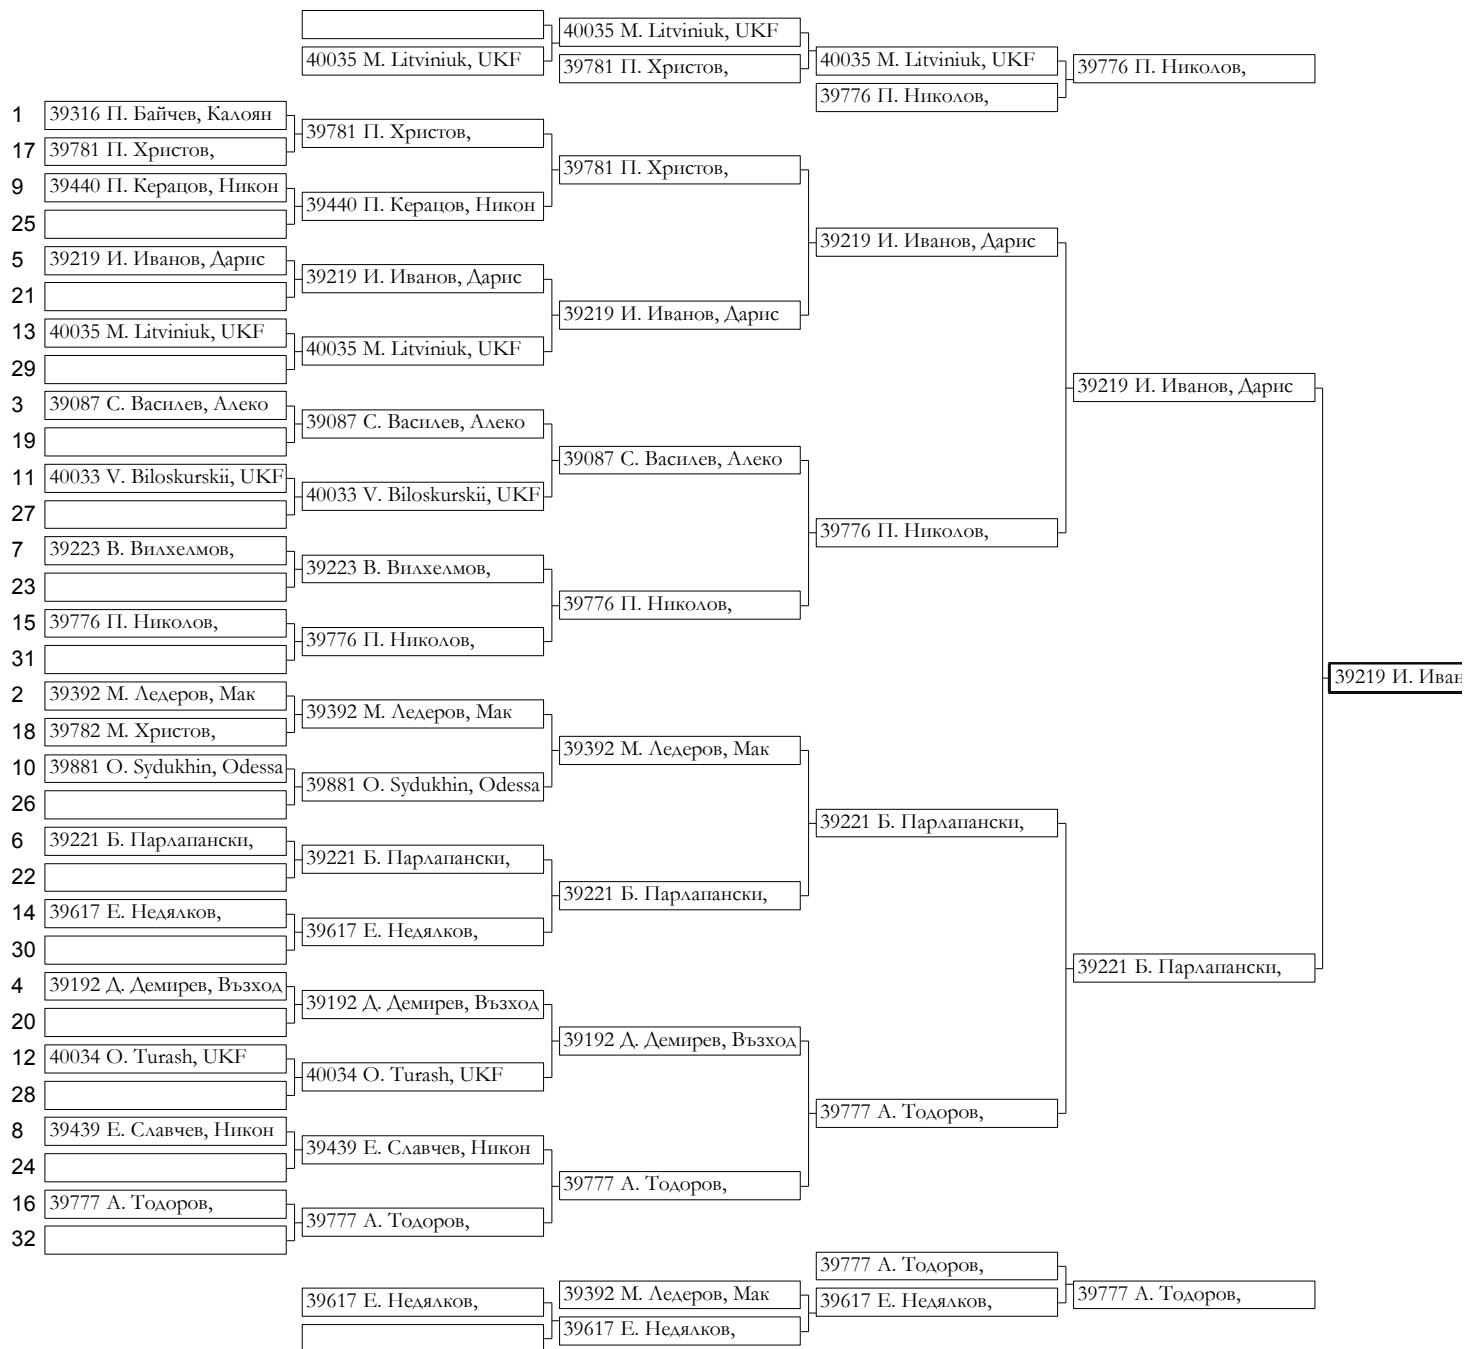 40035 M. Litviniuk, UKF
40035 M. Litviniuk, UKF
39781 П. Христов,
40035 M. Litviniuk, UKF
39776 П. Николов,
39776 П. Николов,
1 39316 П. Байчев, Калоян
17 39781 П. Христов,
9 39440 П. Керацов, Никон
25
5 39219 И. Иванов, Дарис
21
13 40035 M. Litviniuk, UKF
29
3 39087 С. Василев, Алеко
19
11 40033 V. Biloskurskii, UKF
27
7 39223 В. Вилхелмов,
23
15 39776 П. Николов,
31
2 39392 М. Ледеров, Мак
18 39782 М. Христов,
10 39881 O. Sydukhin, Odessa
26
6 39221 Б. Парлапански,
22
14 39617 Е. Недялков,
30
4 39192 Д. Демирев, Възход
20
12 40034 O. Turash, UKF
28
8 39439 Е. Славчев, Никон
24
16 39777 А. Тодоров,
32
39781 П. Христов,
39440 П. Керацов, Никон
39219 И. Иванов, Дарис
40035 M. Litviniuk, UKF
39087 С. Василев, Алеко
40033 V. Biloskurskii, UKF
39223 В. Вилхелмов,
39776 П. Николов,
39392 М. Ледеров, Мак
39881 O. Sydukhin, Odessa
39221 Б. Парлапански,
39617 Е. Недялков,
39192 Д. Демирев, Възход
40034 O. Turash, UKF
39439 Е. Славчев, Никон
39777 А. Тодоров,
39781 П. Христов,
39219 И. Иванов, Дарис
39087 С. Василев, Алеко
39776 П. Николов,
39392 М. Ледеров, Мак
39221 Б. Парлапански,
39192 Д. Демирев, Възход
39777 А. Тодоров,
39219 И. Иванов, Дарис
39776 П. Николов,
39221 Б. Парлапански,
39777 А. Тодоров,
39219 И. Иванов, Дарис
39221 Б. Парлапански,
39219 И. Иван
39617 Е. Недялков,
39392 М. Ледеров, Мак
39617 Е. Недялков,
39777 А. Тодоров,
39617 Е. Недялков,
39777 А. Тодоров,